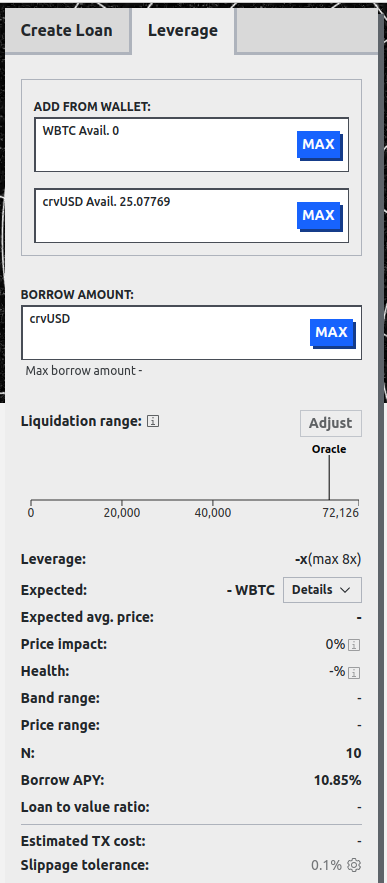 Create Loan Leverage
ADD FROM WALLET:
WBTC Avail. 0
MAX
crvUSD Avail. 25.07769
MAX
BORROW AMOUNT:
crvUSD
MAX
Max borrow amount -
Liquidation range: i Adjust
Oracle
0 20,000 40,000 72,126
Leverage: -x(max 8x)
Expected: - WBTC Details
Expected avg. price: -
Price impact: 0% i
Health: -% i
Band range: -
Price range: -
N: 10
Borrow APY: 10.85%
Loan to value ratio: -
Estimated TX cost: -
Slippage tolerance: 0.1%